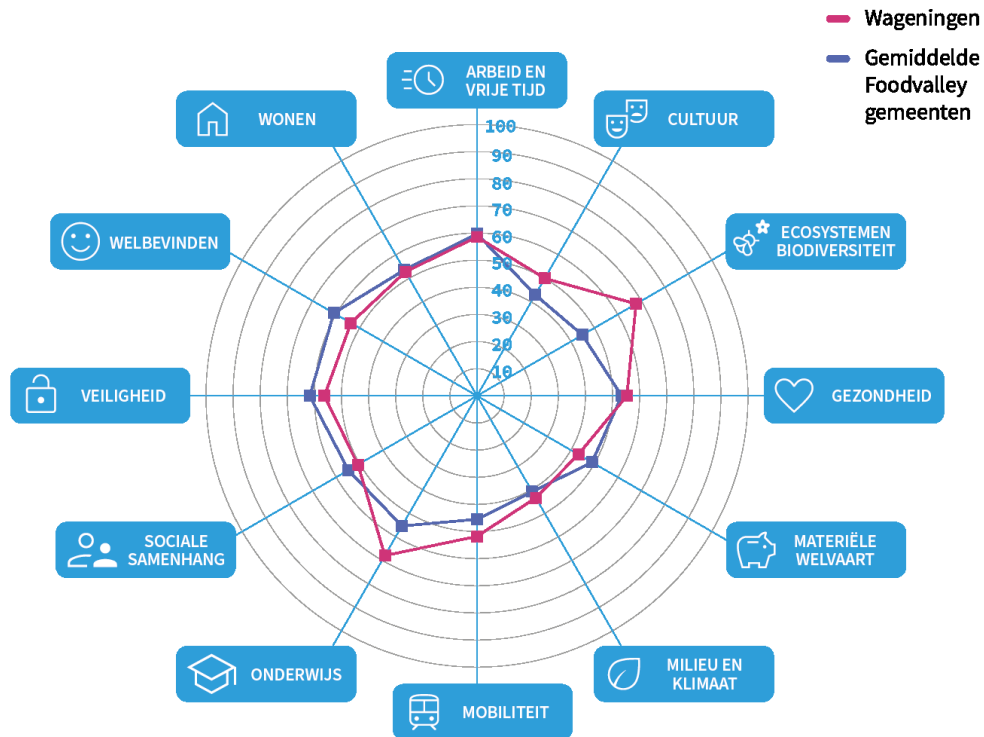 Wageningen
Gemiddelde
Foodvalley
gemeenten
ARBEID EN
VRIJE TIJD
WONEN
CULTUUR
100
90
80
70
60
50
40
30
20
10
WELBEVINDEN
ECOSYSTEMEN
BIODIVERSITEIT
VEILIGHEID
GEZONDHEID
SOCIALE
SAMENHANG
MATERIËLE
WELVAART
ONDERWIJS
MILIEU EN
KLIMAAT
MOBILITEIT